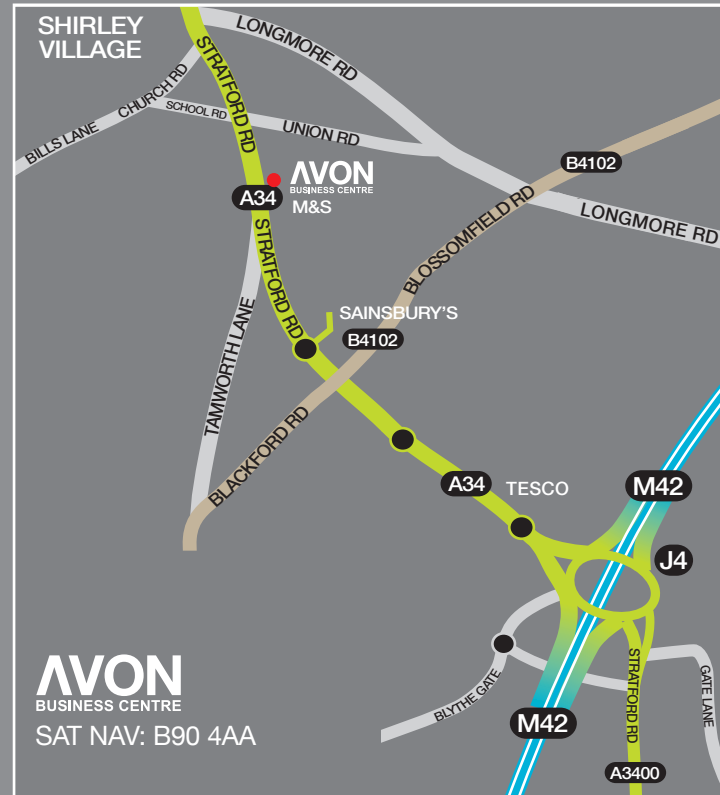 SHIRLEY
VILLAGE
LONGMORE RD
STRATFORD RD
CHURCH RD
SCHOOL RD
BILLS LANE
UNION RD
B4102
AVON
BUSINESS CENTRE
A34
M&S
LONGMORE RD
BLOSSOMFIELD RD
STRATFORD RD
SAINSBURY'S
B4102
TAMWORTH LANE
BLACKFORD RD
A34
TESCO
M42
J4
AVON
BUSINESS CENTRE
SAT NAV: B90 4AA
BLYTHE GATE
STRATFORD RD
GATE LANE
M42
A3400